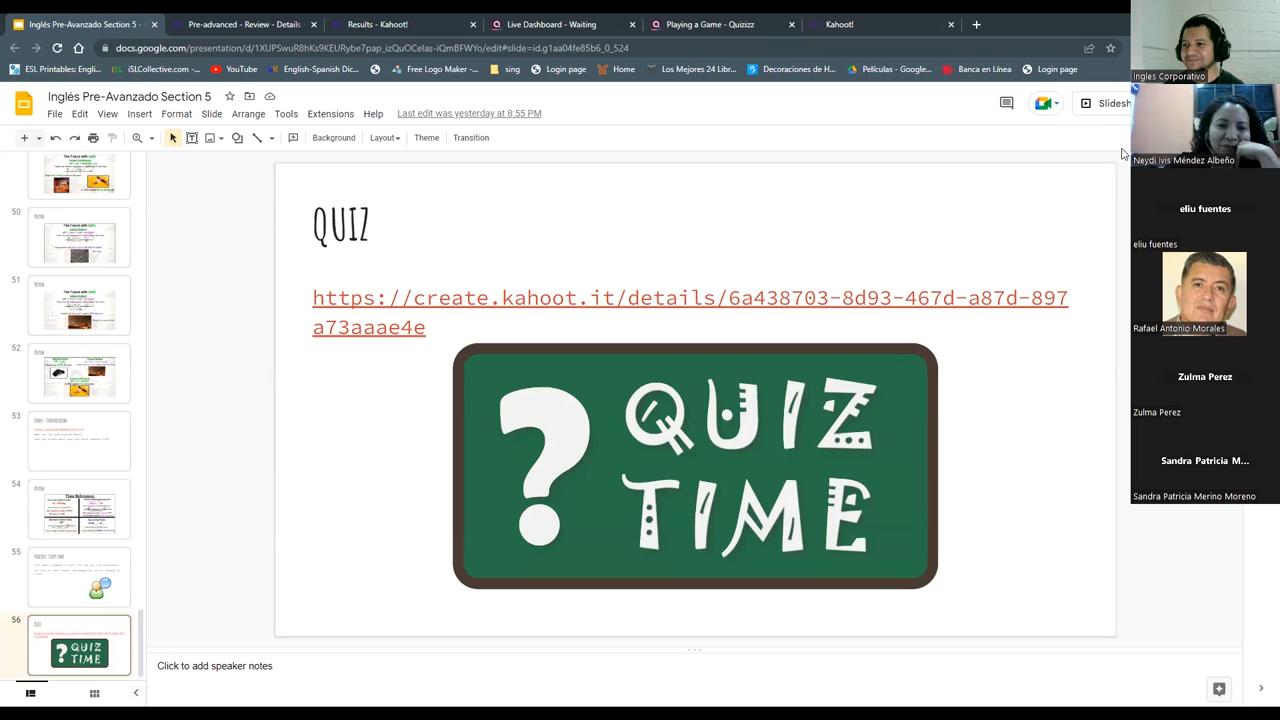 Inglés Pre-Avanzado Section 5
Pre-advanced - Review - Details
Results - Kahoot!
Live Dashboard - Waiting
Playing a Game - Quizizz
Kahoot!
docs.google.com/presentation/d/1XUPSwuR8hKs9KEURybe7pap_izQuOCelas-iQmBFWYo/edit#slide=id.g1aa04fe85b6_0_524
ESL Printables: Engli...
iSLCollective.com -...
YouTube
English-Spanish Dic...
Free Logo Maker -...
Login page
Home
Los Mejores 24 Libr...
Decoraciones de H...
Películas - Google...
Banca en Línea
Login page
Inglés Pre-Avanzado Section 5
File Edit View Insert Format Slide Arrange Tools Extensions Help Last edit was yesterday at 8:55 PM
Slidesh
Background Layout Theme Transition
50
51
52
53
54
Time References
55
56
QUIZ
TIME
QUIZ
https://create.kahoot.it/details/6a438703-8d93-467d-a87d-897
a73aaae4e
? QUIZ
TIME
Click to add speaker notes
Ingles Corporativo
Neydi Ivis Méndez Albeño
eliu fuentes
eliu fuentes
Rafael Antonio Morales
Zulma Perez
Zulma Perez
Sandra Patricia M...
Sandra Patricia Merino Moreno